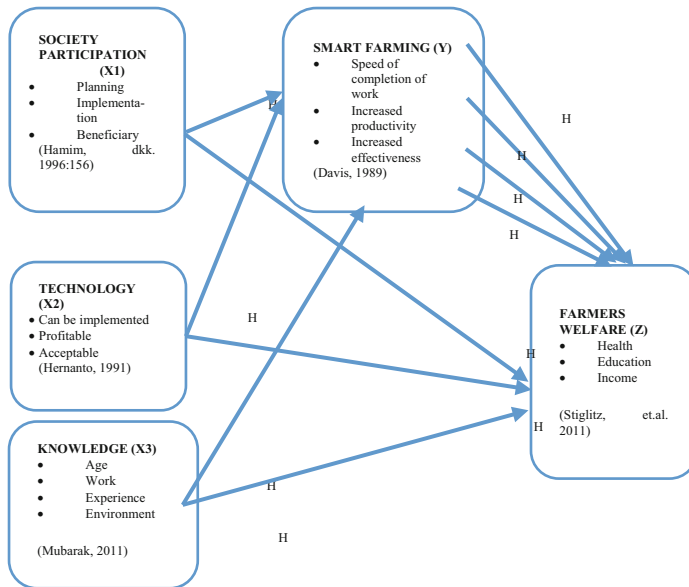 SOCIETY
PARTICIPATION
(X1)
• Planning
• Implementa-
tion
• Beneficiary
(Hamim, dkk.
1996:156)
SMART FARMING (Y)
• Speed of
completion of
work
• Increased
productivity
• Increased
effectiveness
(Davis, 1989)
H
H
H
H
H
TECHNOLOGY
(X2)
• Can be implemented
• Profitable
• Acceptable
(Hernanto, 1991)
H
FARMERS
WELFARE (Z)
• Health
• Education
• Income
(Stiglitz, et.al.
2011)
H
H
KNOWLEDGE (X3)
• Age
• Work
• Experience
• Environment
(Mubarak, 2011)
H
H